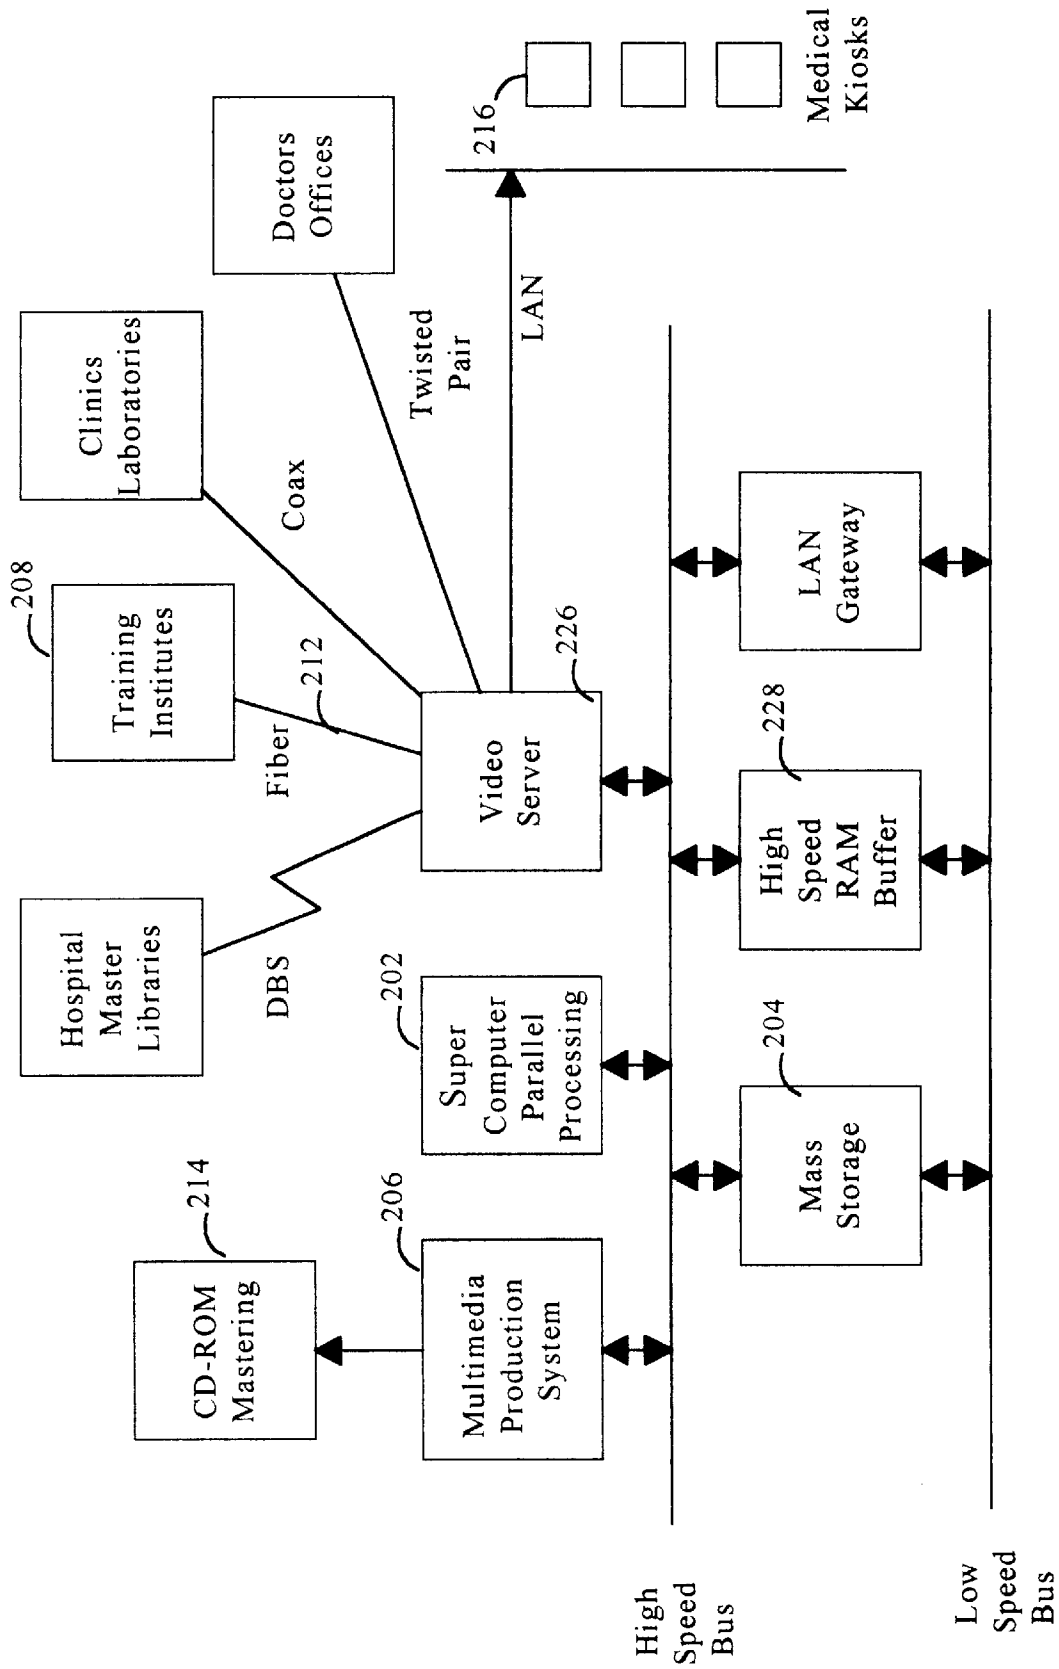 Hospital
Master
Libraries
208
Training
Institutes
Clinics
Laboratories
Doctors
Offices
DBS
Fiber
212
Coax
Twisted
Pair
214
CD-ROM
Mastering
206
Multimedia
Production
System
202
Super
Computer
Parallel
Processing
Video
Server
226
LAN
216
Medical
Kiosks
High
Speed
Bus
204
Mass
Storage
228
High
Speed
RAM
Buffer
LAN
Gateway
Low
Speed
Bus